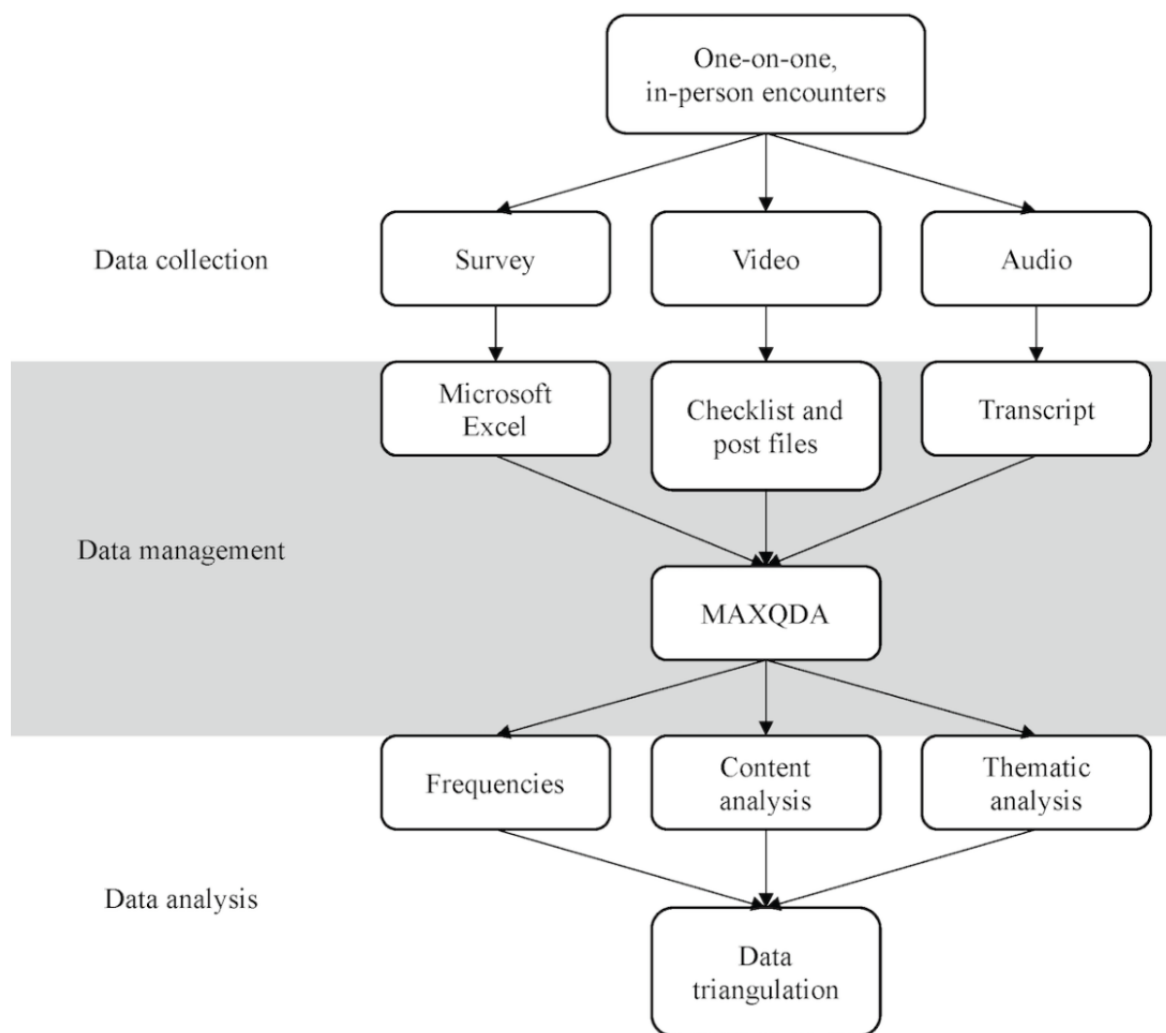 One-on-one,
in-person encounters
Data collection
Survey
Video
Audio
Microsoft
Excel
Checklist and
post files
Transcript
Data management
MAXQDA
Frequencies
Content
analysis
Thematic
analysis
Data analysis
Data
triangulation